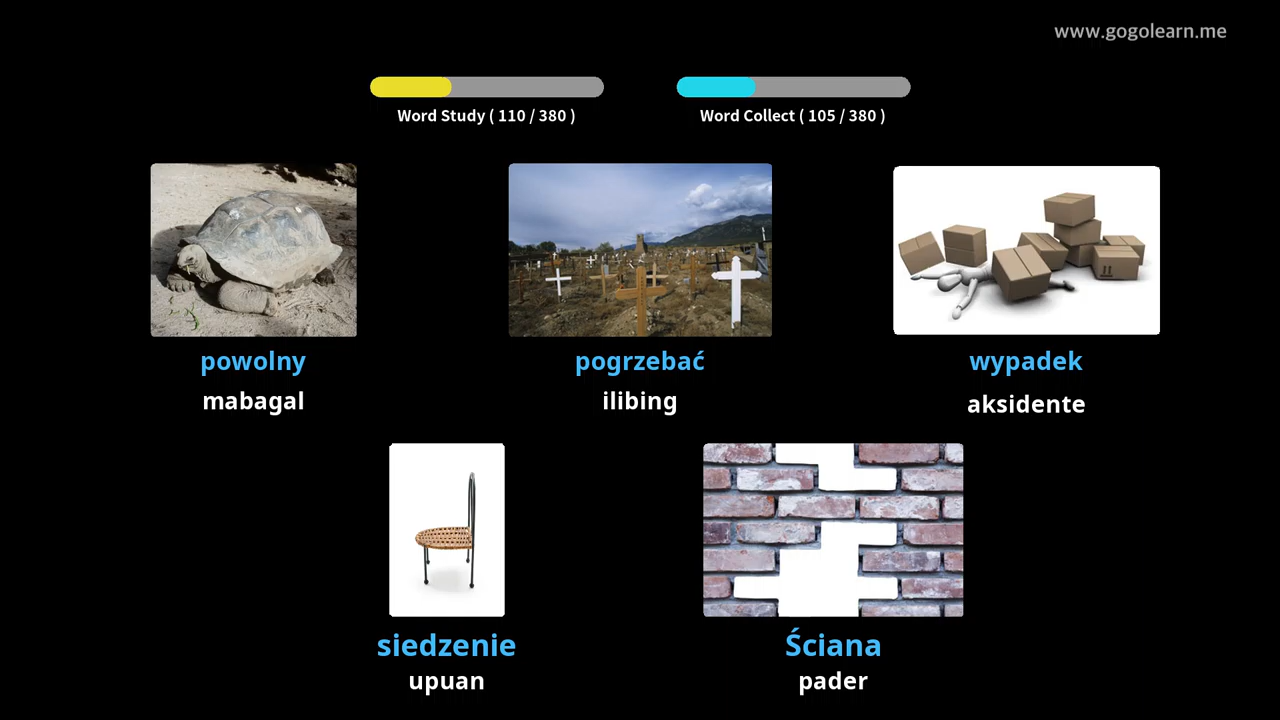 www.gogolearn.me
Word Study ( 110 / 380 )
Word Collect ( 105 / 380 )
powolny
mabagal
pogrzebać
ilibing
wypadek
aksidente
siedzenie
upuan
Ściana
pader